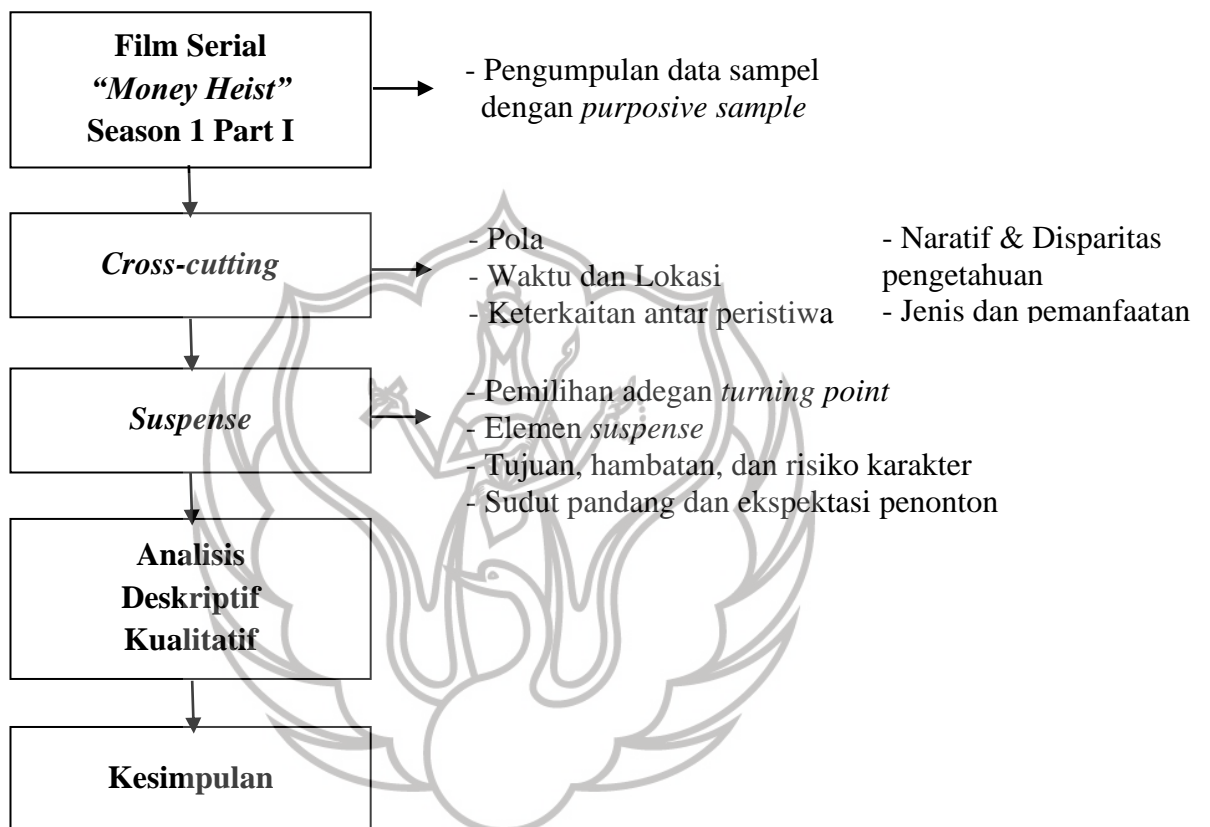 Film Serial
“Money Heist”
Season 1 Part I
- Pengumpulan data sampel
dengan purposive sample
Cross-cutting
- Pola
- Waktu dan Lokasi
- Keterkaitan antar peristiwa
- Naratif & Disparitas
pengetahuan
- Jenis dan pemanfaatan
Suspense
- Pemilihan adegan turning point
- Elemen suspense
- Tujuan, hambatan, dan risiko karakter
- Sudut pandang dan ekspektasi penonton
Analisis
Deskriptif
Kualitatif
Kesimpulan